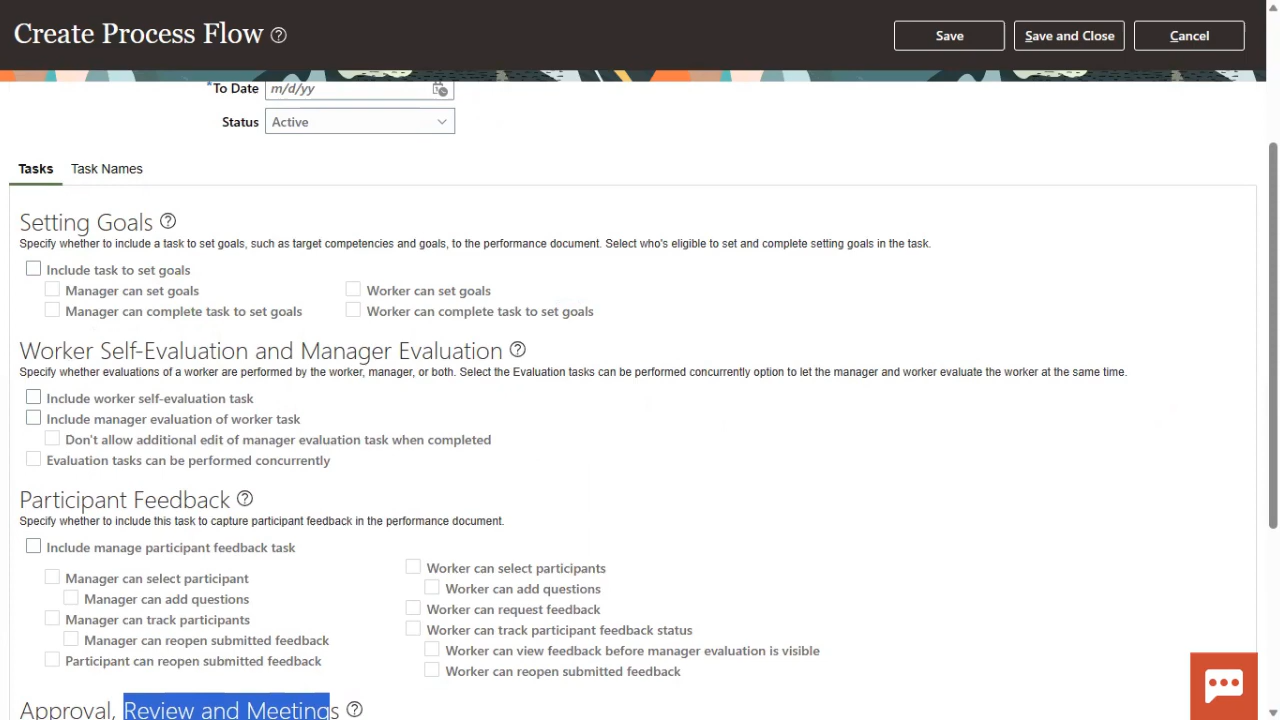 Create Process Flow
Save
Save and Close
Cancel
*To Date m/d/yy
Status Active
Tasks Task Names
Setting Goals
Specify whether to include a task to set goals, such as target competencies and goals, to the performance document. Select who's eligible to set and complete setting goals in the task.
Include task to set goals
Manager can set goals Worker can set goals
Manager can complete task to set goals Worker can complete task to set goals
Worker Self-Evaluation and Manager Evaluation
Specify whether evaluations of a worker are performed by the worker, manager, or both. Select the Evaluation tasks can be performed concurrently option to let the manager and worker evaluate the worker at the same time.
Include worker self-evaluation task
Include manager evaluation of worker task
Don't allow additional edit of manager evaluation task when completed
Evaluation tasks can be performed concurrently
Participant Feedback
Specify whether to include this task to capture participant feedback in the performance document.
Include manage participant feedback task
Manager can select participant
Manager can add questions
Manager can track participants
Manager can reopen submitted feedback
Participant can reopen submitted feedback
Worker can select participants
Worker can add questions
Worker can request feedback
Worker can track participant feedback status
Worker can view feedback before manager evaluation is visible
Worker can reopen submitted feedback
Approval, Review and Meetings